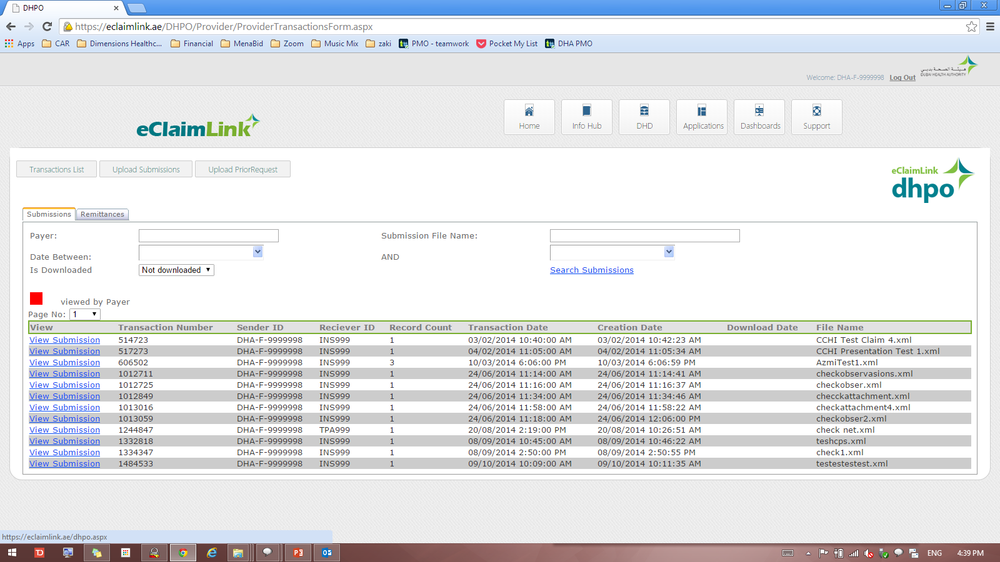 DHPO
https://eclaimlink.ae/DHPO/Provider/ProviderTransactionsForm.aspx
Apps CAR Dimensions Healthc... Financial MenaBid Zoom Music Mix zaki PMO - teamwork Pocket My List DHA PMO
هيئة الصحة بدبي
DUBAI HEALTH AUTHORITY
Welcome: DHA-F-9999998 Log Out
eClaimLink
Home Info Hub DHD Applications Dashboards Support
Transactions List Upload Submissions Upload PriorRequest
eClaimLink
dhpo
Submissions Remittances
Payer: Submission File Name:
Date Between: AND
Is Downloaded Not downloaded Search Submissions
viewed by Payer
Page No: 1
View Transaction Number Sender ID Reciever ID Record Count Transaction Date Creation Date Download Date File Name
View Submission 514723 DHA-F-9999998 INS999 1 03/02/2014 10:40:00 AM 03/02/2014 10:42:23 AM CCHI Test Claim 4.xml
View Submission 517273 DHA-F-9999998 INS999 1 04/02/2014 11:05:00 AM 04/02/2014 11:05:34 AM CCHI Presentation Test 1.xml
View Submission 606502 DHA-F-9999998 INS999 3 10/03/2014 6:06:00 PM 10/03/2014 6:06:59 PM AzmiTest1.xml
View Submission 1012711 DHA-F-9999998 INS999 1 24/06/2014 11:14:00 AM 24/06/2014 11:14:41 AM checkobservasions.xml
View Submission 1012725 DHA-F-9999998 INS999 1 24/06/2014 11:16:00 AM 24/06/2014 11:16:37 AM checkobser.xml
View Submission 1012849 DHA-F-9999998 INS999 1 24/06/2014 11:34:00 AM 24/06/2014 11:34:46 AM checckattachment.xml
View Submission 1013016 DHA-F-9999998 INS999 1 24/06/2014 11:58:00 AM 24/06/2014 11:58:22 AM checkattachment4.xml
View Submission 1013059 DHA-F-9999998 INS999 1 24/06/2014 11:18:00 AM 24/06/2014 12:06:00 PM checkobser2.xml
View Submission 1244847 DHA-F-9999998 TPA999 1 20/08/2014 2:19:00 PM 20/08/2014 10:26:51 AM check net.xml
View Submission 1332818 DHA-F-9999998 INS999 1 08/09/2014 10:45:00 AM 08/09/2014 10:46:22 AM teshcps.xml
View Submission 1334347 DHA-F-9999998 INS999 1 08/09/2014 2:50:00 PM 08/09/2014 2:50:55 PM check1.xml
View Submission 1484533 DHA-F-9999998 INS999 1 09/10/2014 10:09:00 AM 09/10/2014 10:11:35 AM testestestest.xml
https://eclaimlink.ae/dhpo.aspx
ENG 4:39 PM